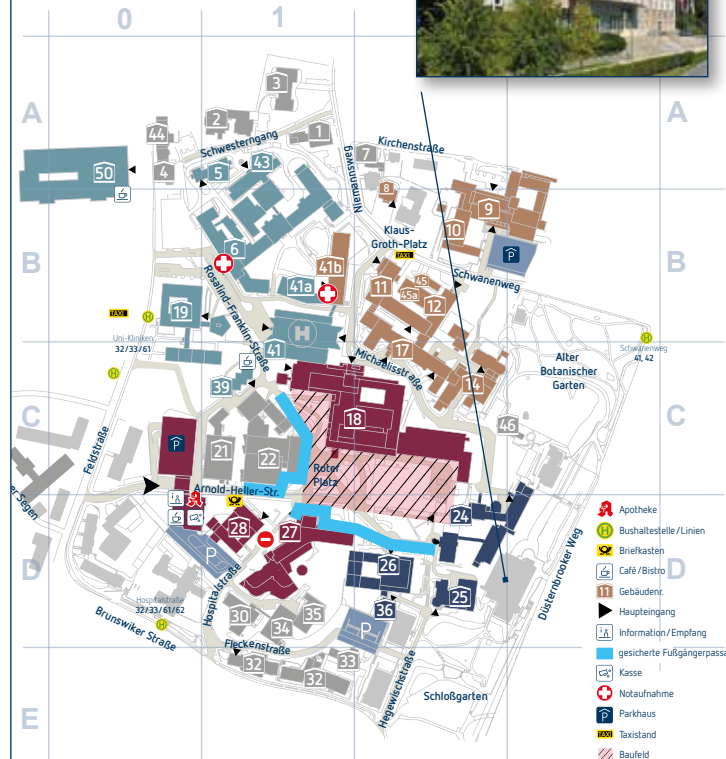 0
1
A
A
3
2
1
44
Schwesterngang
Kirchenstraße
7
43
5
4
50
Niemannsweg
8
9
10
Klaus-
Groth-Platz
TAXI
P
6
B
B
41b
41a
11
45
45a
12
Schwanenweg
Rosalind-Franklin-Straße
19
TAXI
H
Uni-Kliniken
32/33/61
H
41
17
Michaelisstraße
H
Schwanenweg
41, 42
Alter
Botanischer
Garten
14
39
H
C
C
18
46
Feldstraße
P
21
22
Roter
Platz
er Segen
Arnold-Heller-Str.
24
28
27
P
D
D
26
25
36
Hospitalstraße
Hospitalstraße
32/33/61/62
H
Brunswiker Straße
30
35
34
P
Düsternbrooker Weg
Fleckenstraße
32
32
33
Hegewischstraße
Schloßgarten
E
Apotheke
H Bushaltestelle/Linien
Briefkasten
Café/Bistro
11 Gebäudenr.
Haupteingang
Information/Empfang
gesicherte Fußgängerpassa
Kasse
Notaufnahme
P Parkhaus
TAXI Taxistand
Baufeld